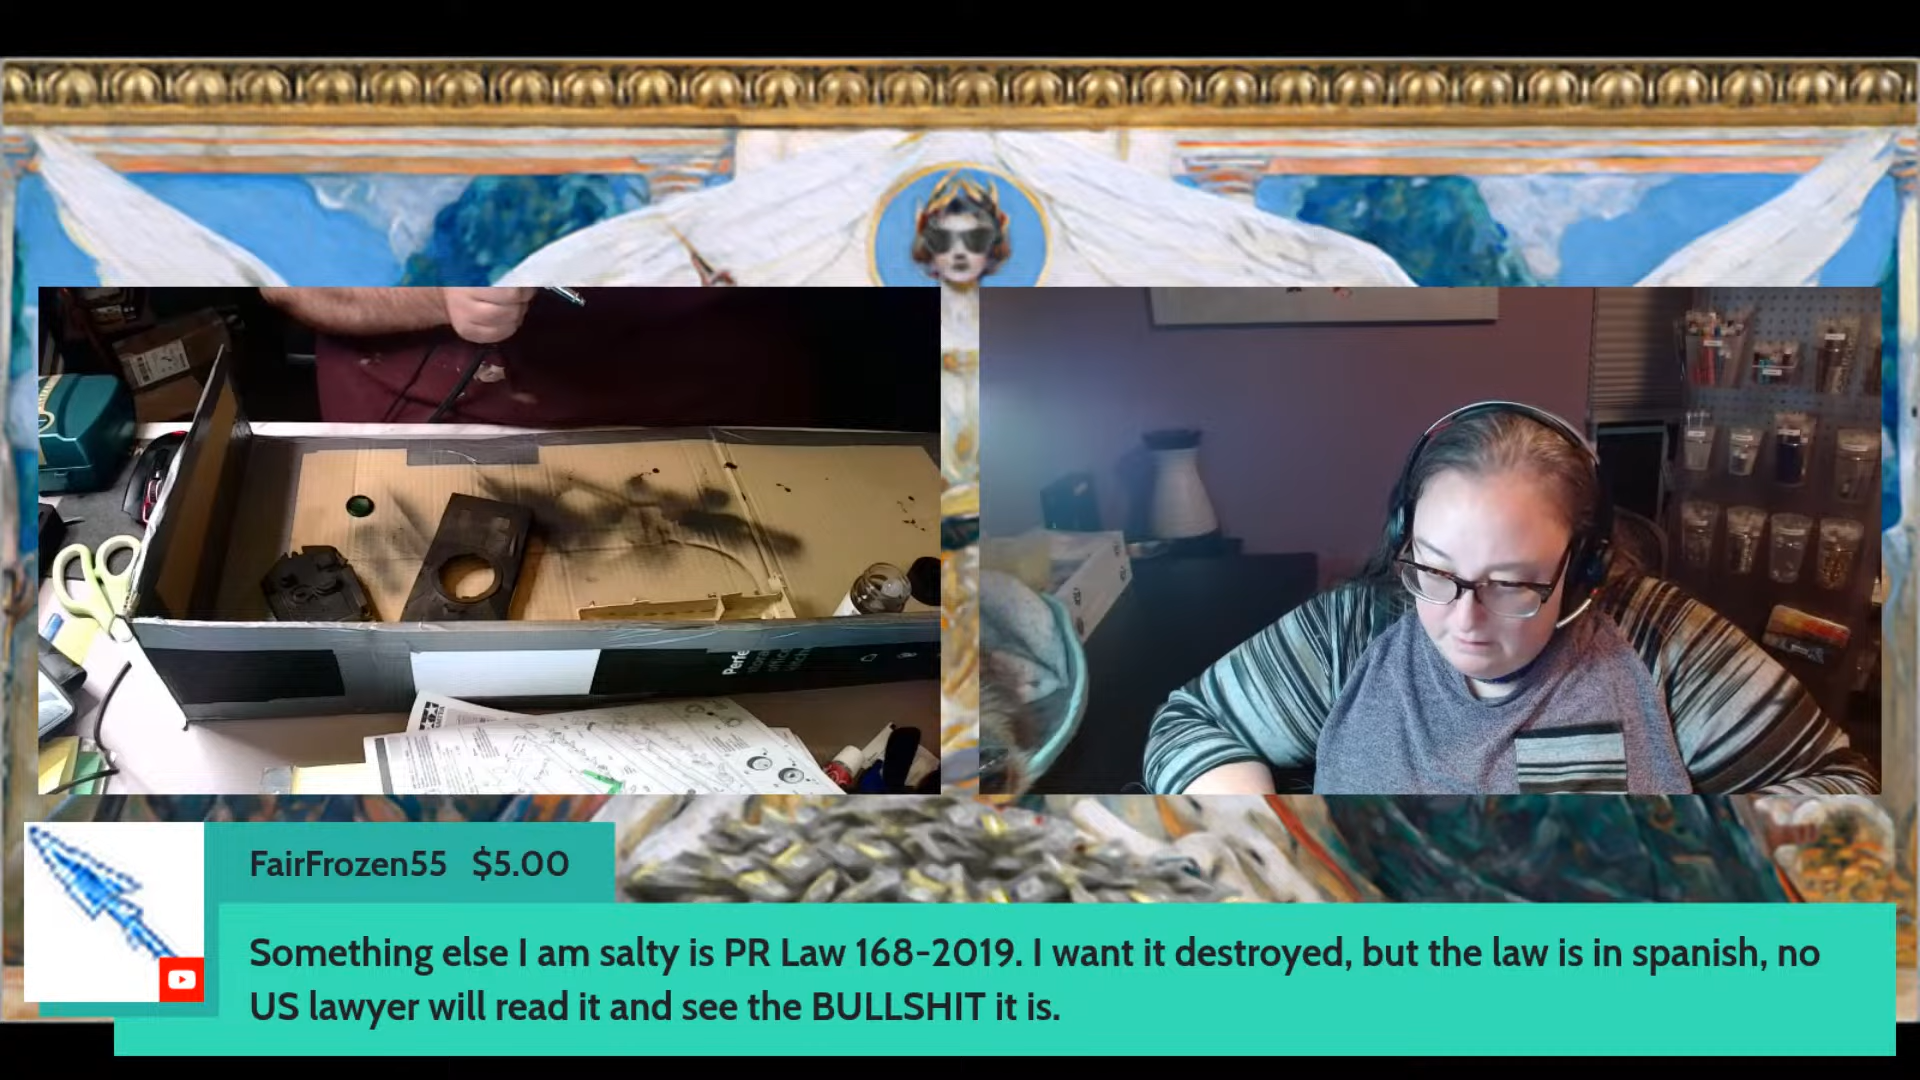 Perfe
FairFrozen55 $5.00
Something else I am salty is PR Law 168-2019. I want it destroyed, but the law is in spanish, no
US lawyer will read it and see the BULLSHIT it is.